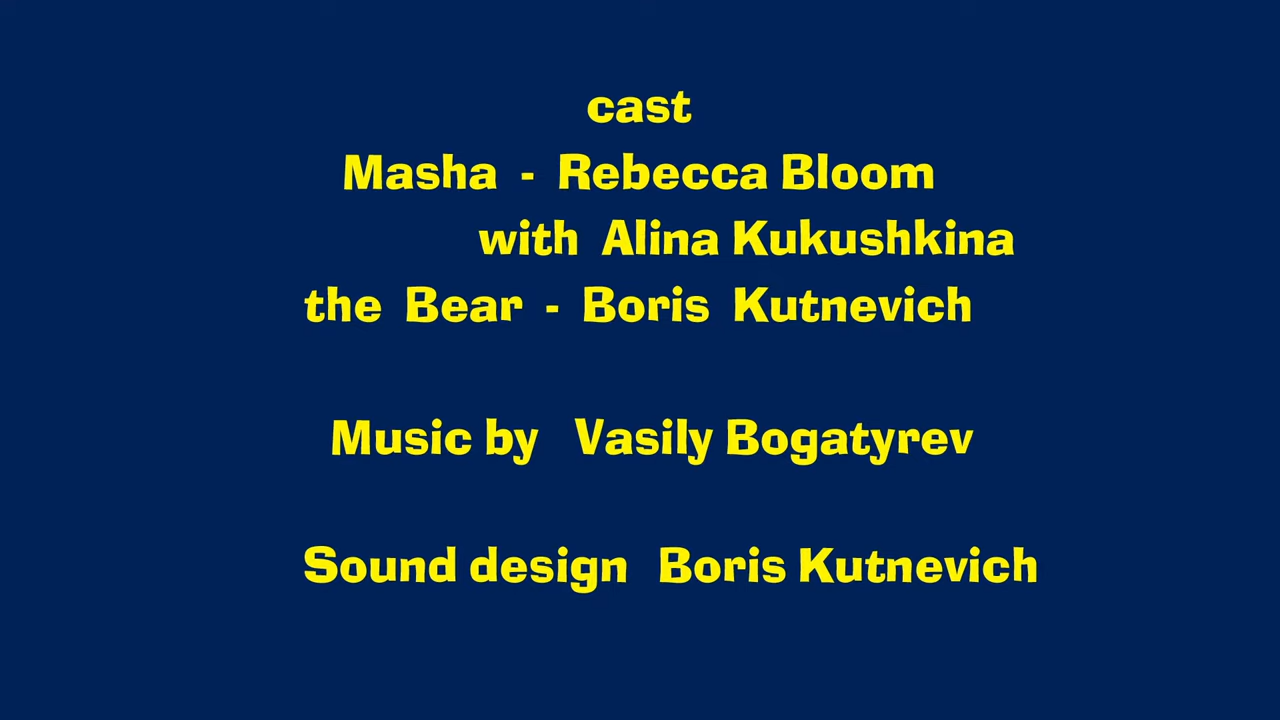 cast
Masha - Rebecca Bloom
with Alina Kukushkina
the Bear - Boris Kutnevich
Music by Vasily Bogatyrev
Sound design Boris Kutnevich